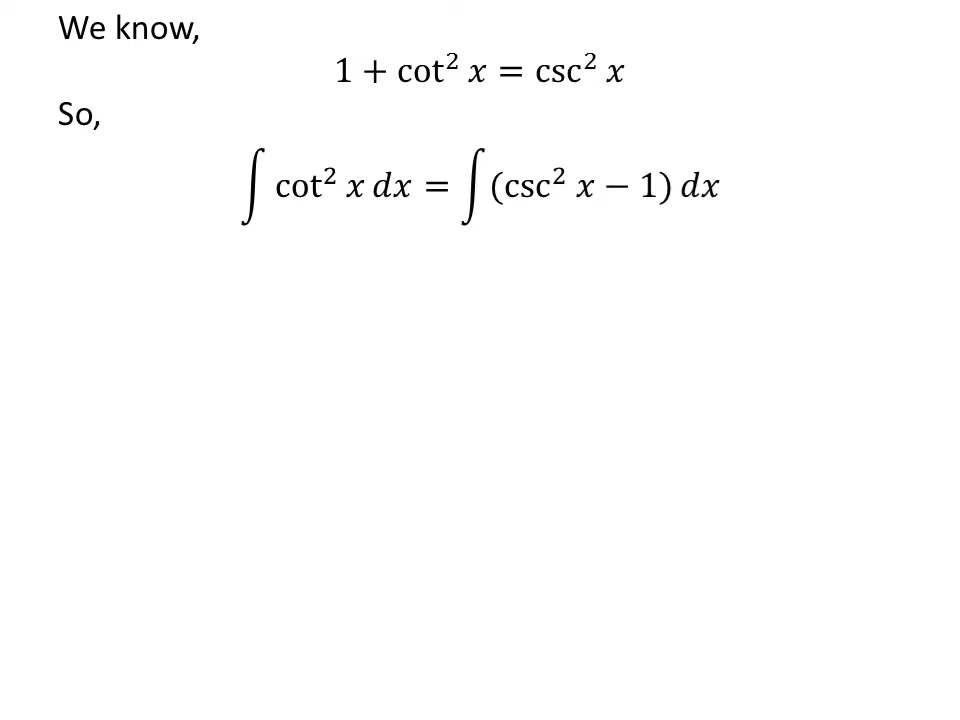 We know,
1 + cot² x = csc² x
So,
∫ cot² x dx = ∫ (csc² x − 1) dx